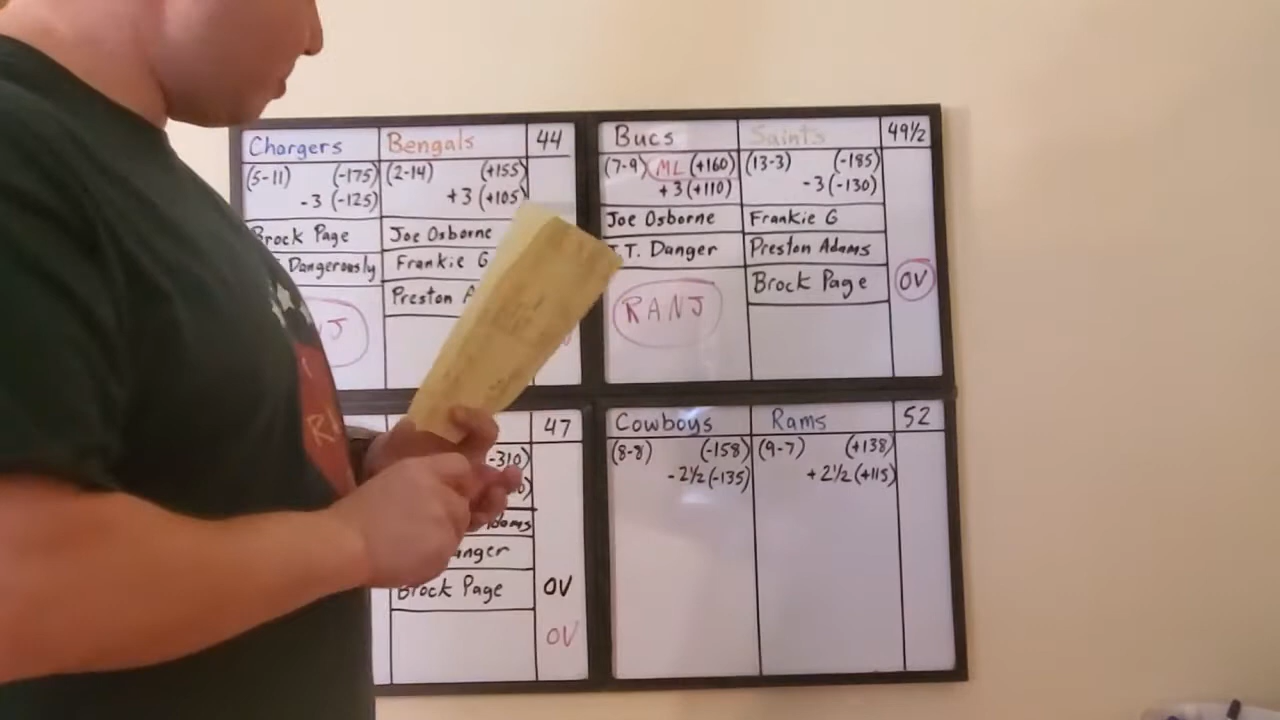 Chargers Bengals 44
(5-11) (-175) (2-14) (+155)
-3 (-125) +3 (+105)
Brock Page Joe Osborne
Dangerously Frankie G
Preston
Bucs Saints 49½
(7-9) ML (+160) (13-3) (-185)
+3 (+110) -3 (-130)
Joe Osborne Frankie G
T.T. Danger Preston Adams
Brock Page OV
RANJ
47
-310)
0)
dams
anger
Brock Page OV
OV
Cowboys Rams 52
(8-8) (-158) (9-7) (+138)
-2½ (-135) +2½ (+115)